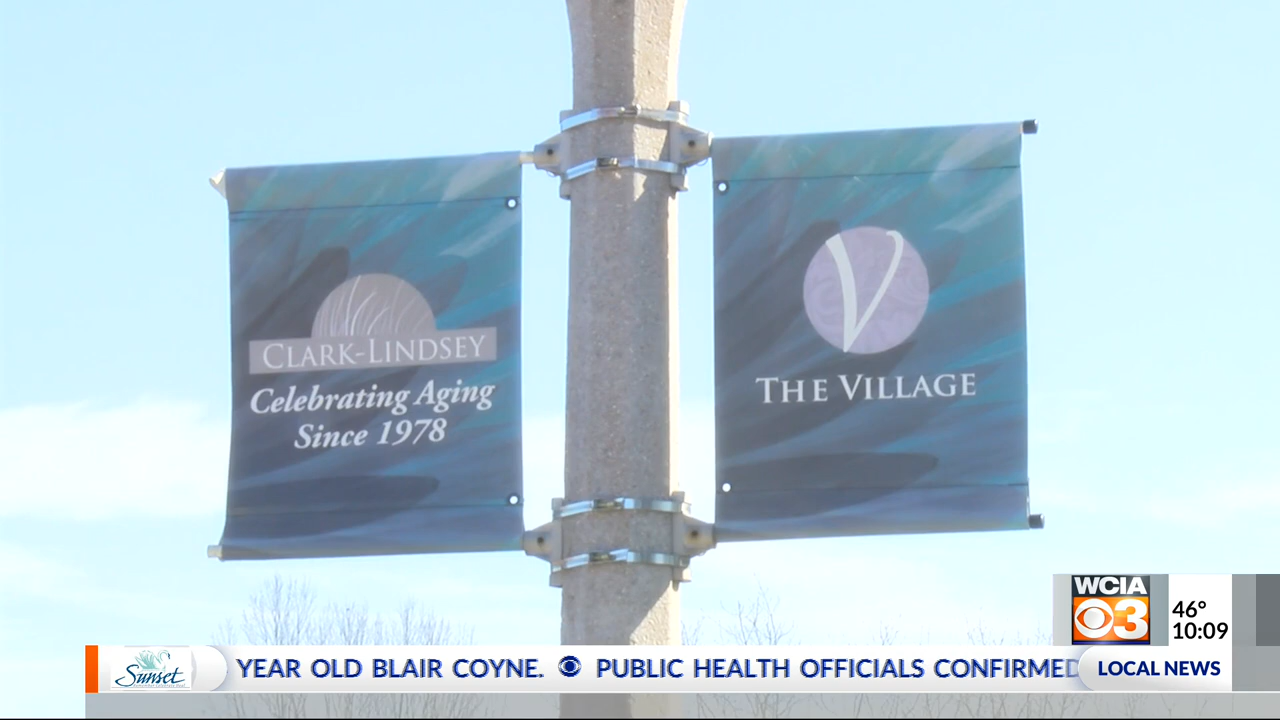 CLARK-LINDSEY
Celebrating Aging
Since 1978
V
THE VILLAGE
WCIA
3
46°
10:09
Sunset
YEAR OLD BLAIR COYNE. PUBLIC HEALTH OFFICIALS CONFIRMED
LOCAL NEWS